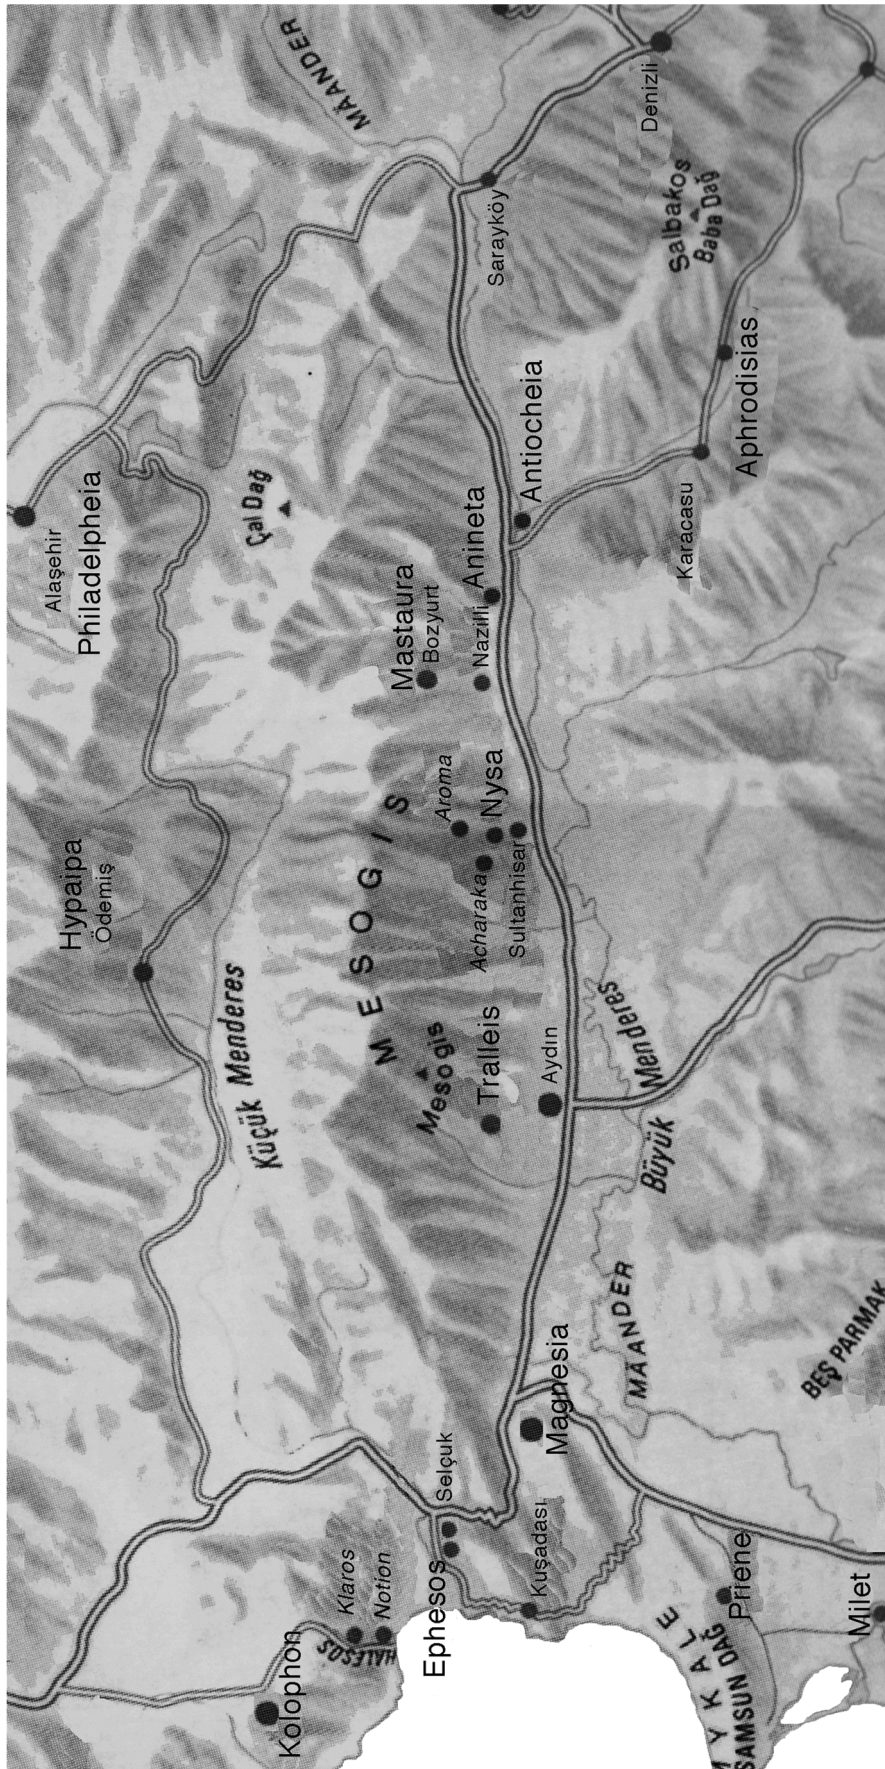 Kolophon
HALESOS
Klaros
Notion
Ephesos
Selçuk
Kuşadası
MYKALE
SAMSUN DAĞ
Priene
Milet
Magnesia
MÄANDER
BEŞ PARMAK
Küçük Menderes
Hypaipa
Ödemiş
MESOGIS
Mesogis
Tralleis
Aydın
Büyük Menderes
Aroma
Nysa
Acharaka
Sultanhisar
Alaşehir
Philadelpheia
Çal Dağ
Mastaura
Bozyurt
Nazilli
Anineta
Antiocheia
Karacasu
Aphrodisias
MÄANDER
Sarayköy
Denizli
Salbakos
Baba Dağ